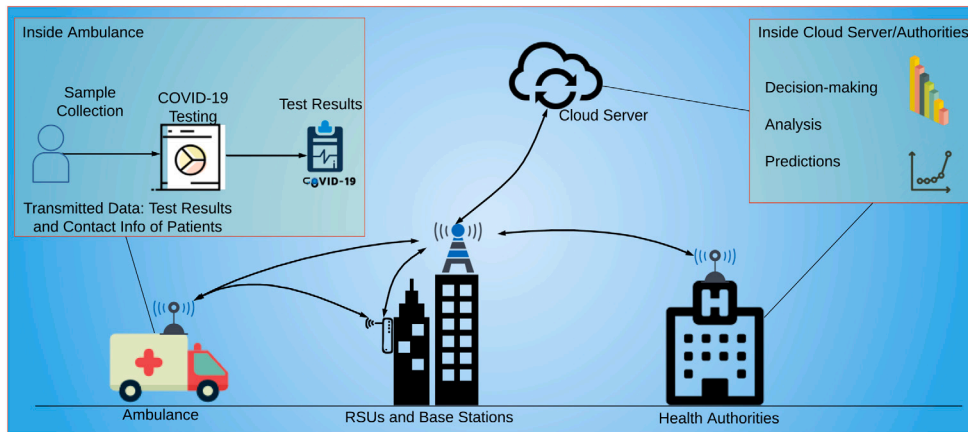 Inside Ambulance
Sample
Collection
COVID-19
Testing
Test Results
COVID-19
Transmitted Data: Test Results
and Contact Info of Patients
Cloud Server
Inside Cloud Server/Authorities
Decision-making
Analysis
Predictions
H
Ambulance
RSUs and Base Stations
Health Authorities